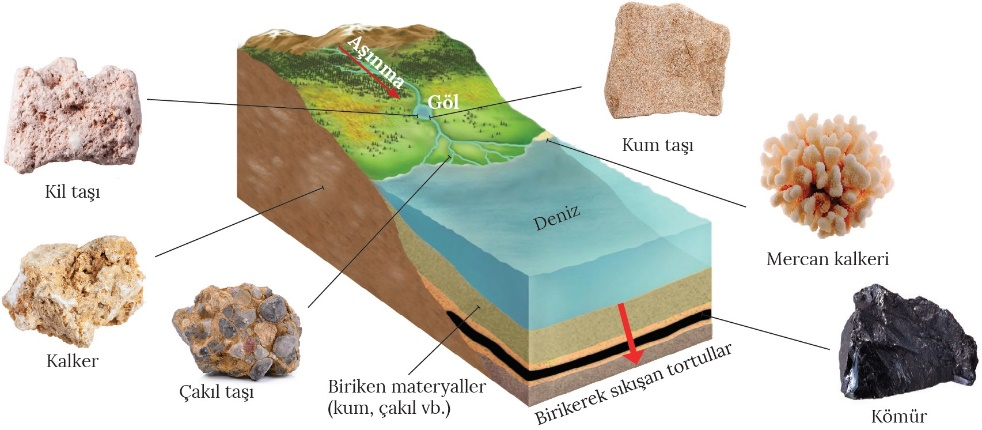 Aşınma
Göl
Kum taşı
Kil taşı
Deniz
Mercan kalkeri
Kalker
Çakıl taşı
Biriken materyaller
(kum, çakıl vb.)
Birikerek sıkışan tortullar
Kömür